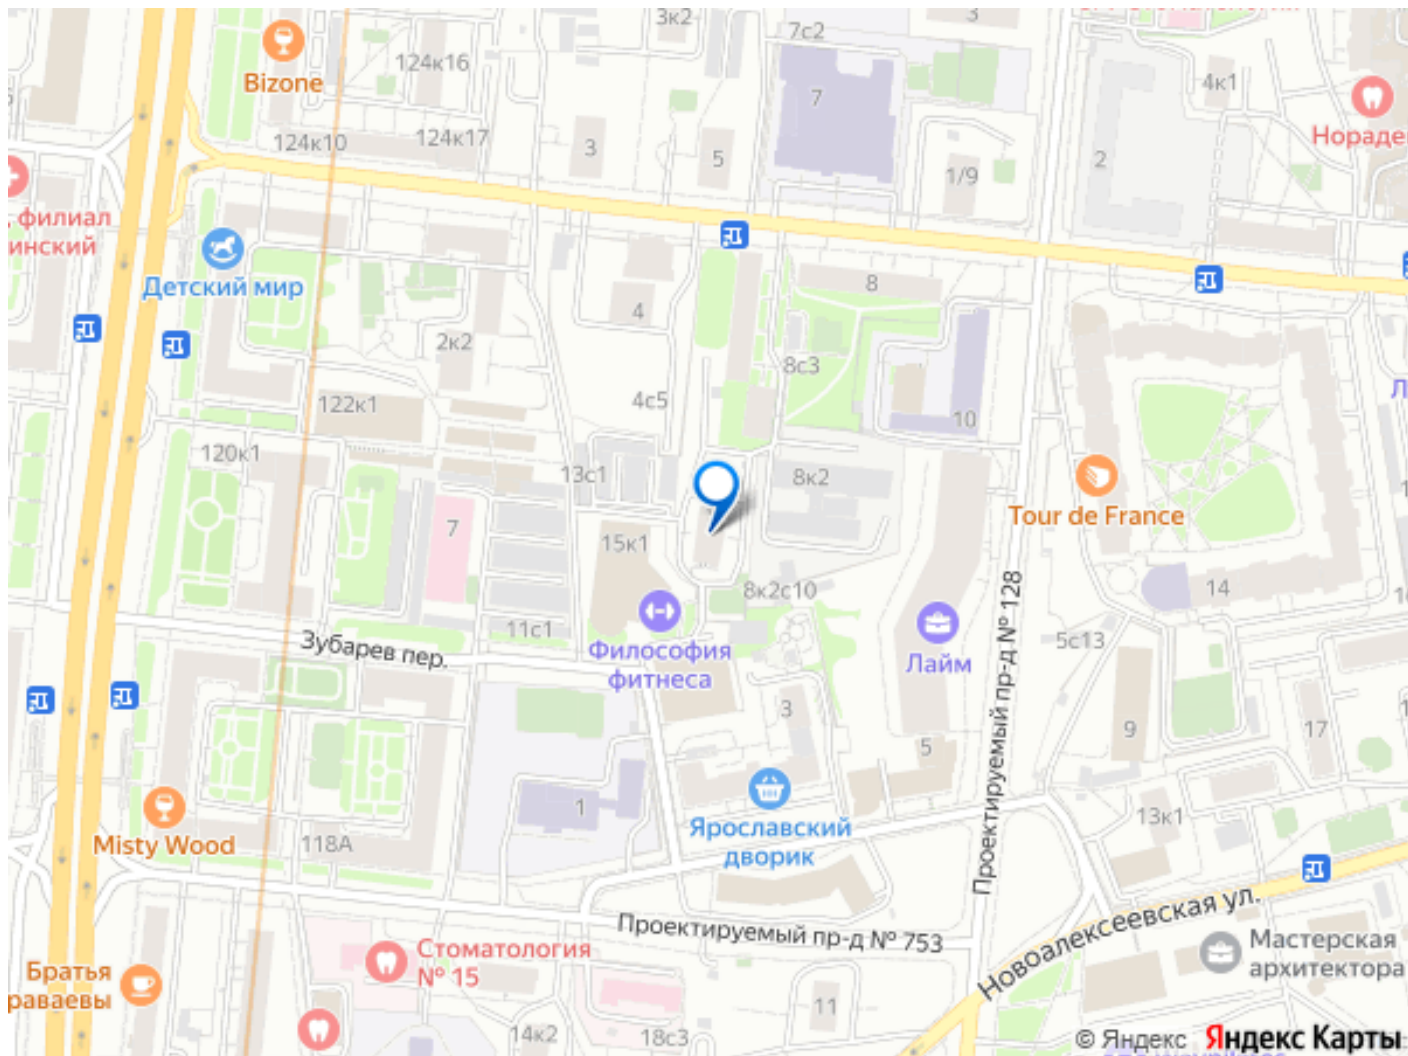 3к2
3
7с2
Bizone
124к16
7
4к1
Нораде
124к10
124к17
3
5
1/9
2
филиал
инский
Детский мир
4
8
2к2
8с3
122к1
4с5
10
120к1
13с1
8к2
Tour de France
7
15к1
8к2с10
14
11с1
Зубарев пер.
Философия
фитнеса
Лайм
5с13
Проектируемый пр-д № 128
3
5
9
17
1
Ярославский
дворик
13к1
Misty Wood
118А
Новоалексеевская ул.
Проектируемый пр-д № 753
Стоматология
№ 15
Мастерская
архитектора
Братья
раваевы
11
14к2
18с3
© Яндекс Яндекс Карты